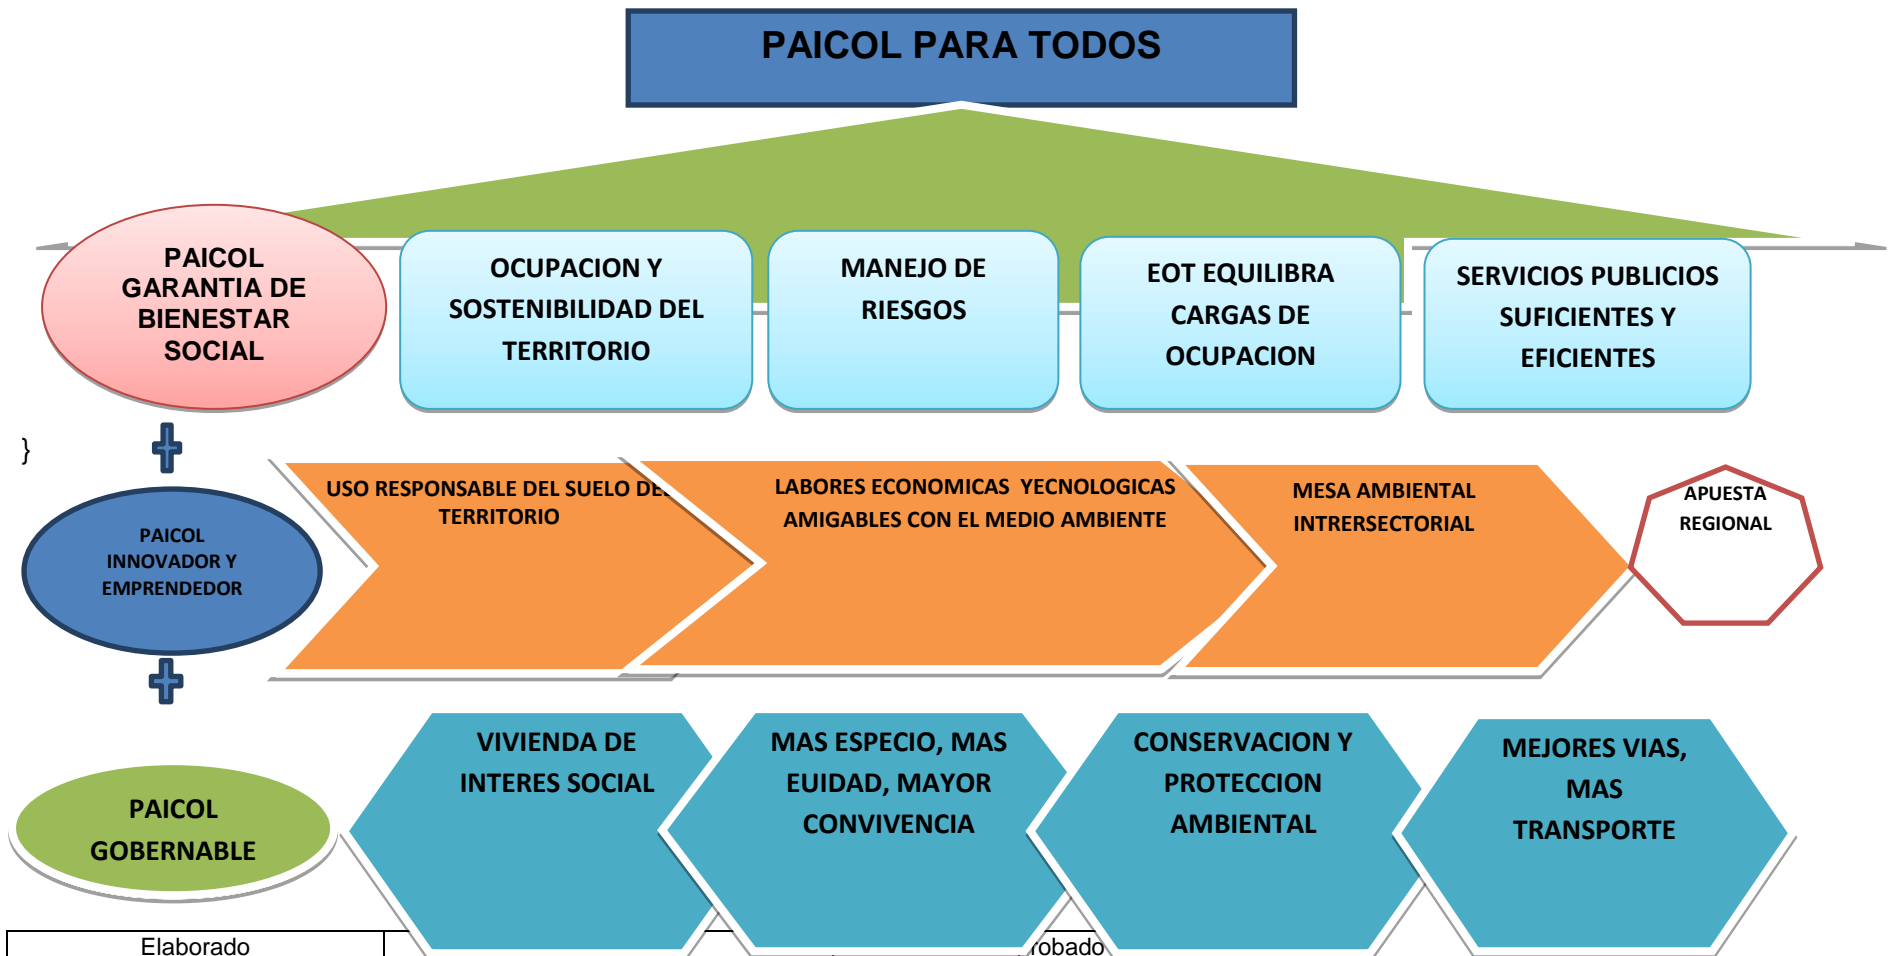 PAICOL PARA TODOS
PAICOL
GARANTIA DE
BIENESTAR
SOCIAL
OCUPACION Y
SOSTENIBILIDAD DEL
TERRITORIO
MANEJO DE
RIESGOS
EOT EQUILIBRA
CARGAS DE
OCUPACION
SERVICIOS PUBLICIOS
SUFICIENTES Y
EFICIENTES
}
PAICOL
INNOVADOR Y
EMPRENDEDOR
USO RESPONSABLE DEL SUELO DEL
TERRITORIO
LABORES ECONOMICAS  YECNOLOGICAS
AMIGABLES CON EL MEDIO AMBIENTE
MESA AMBIENTAL
INTRERSECTORIAL
APUESTA
REGIONAL
PAICOL
GOBERNABLE
VIVIENDA DE
INTERES SOCIAL
MAS ESPECIO, MAS
EUIDAD, MAYOR
CONVIVENCIA
CONSERVACION Y
PROTECCION
AMBIENTAL
MEJORES VIAS,
MAS
TRANSPORTE
Elaborado